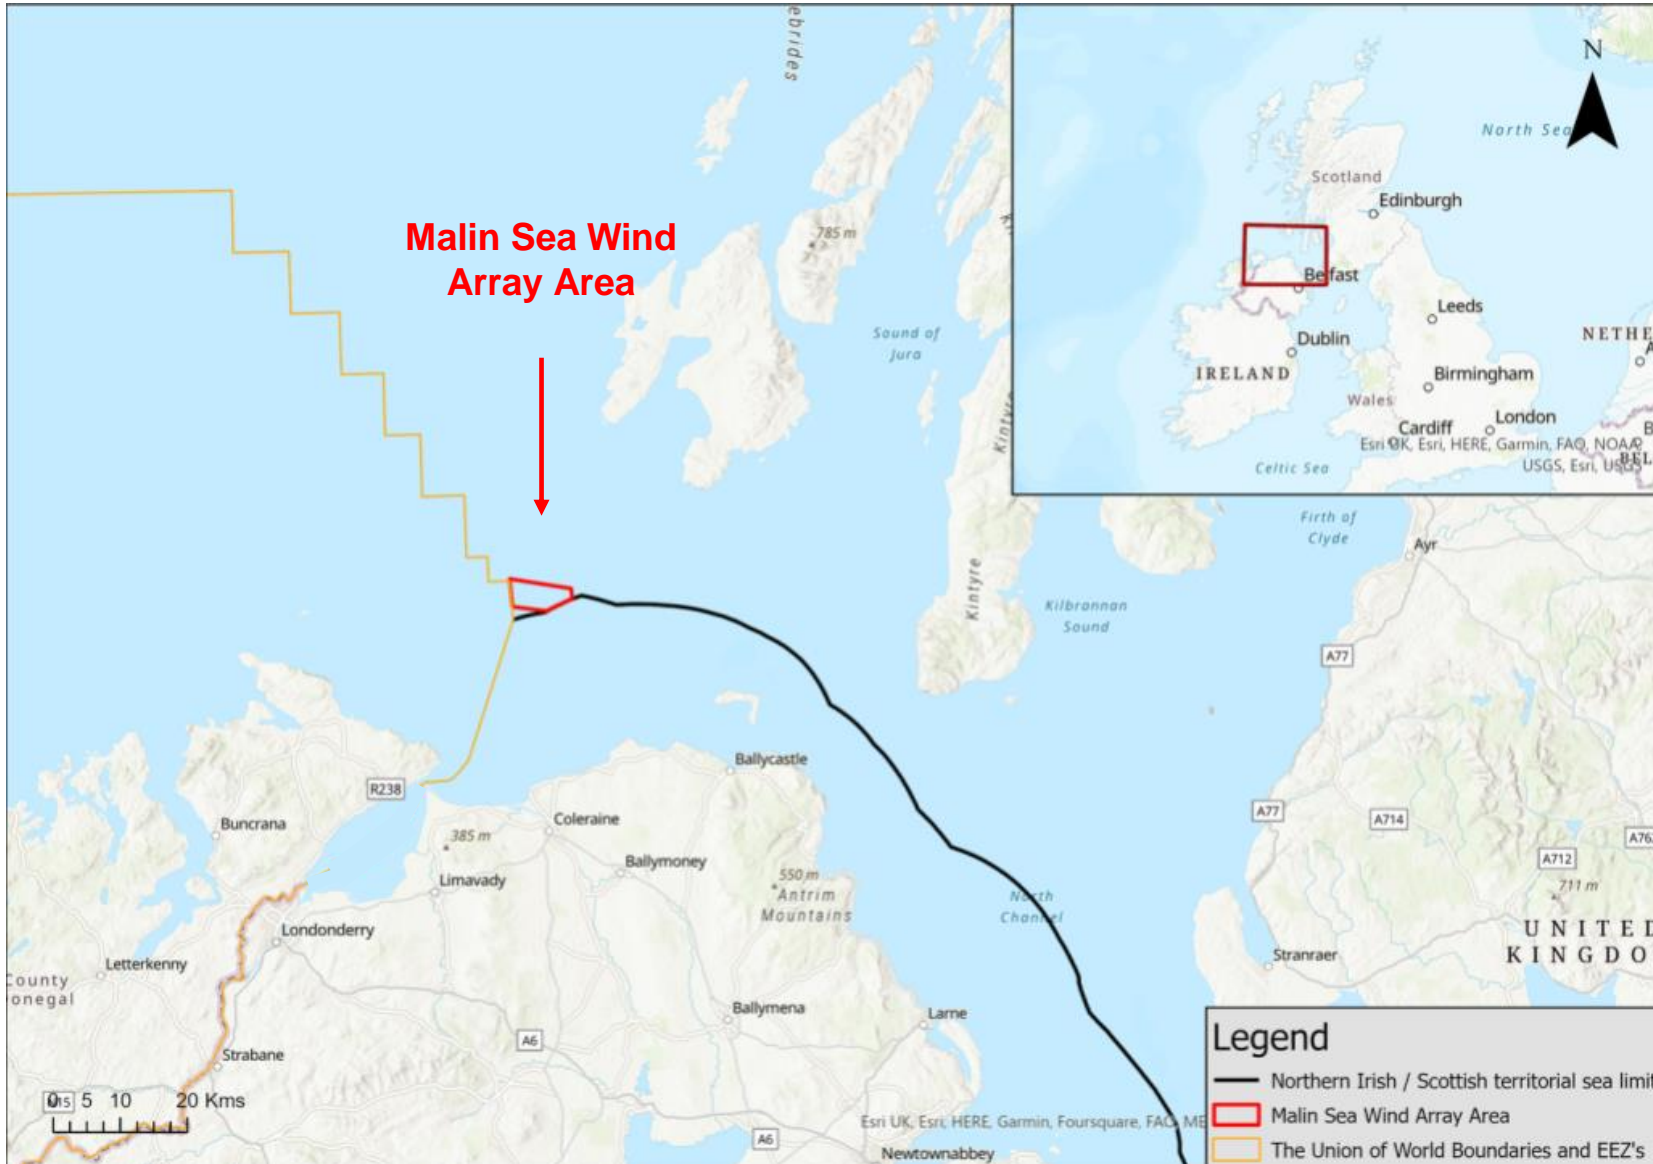 ebrides
Malin Sea Wind
Array Area
785 m
Sound of
Jura
Kintyre
Kintyre
Kilbrannan
Sound
Firth of
Clyde
Ayr
A77
A77
A714
A712
A76
711 m
UNITED
KINGDO
Stranraer
North
Channel
R238
Buncrana
385 m
Coleraine
Ballycastle
Ballymoney
Limavady
550 m
Antrim
Mountains
Londonderry
Letterkenny
County
onegal
Strabane
Ballymena
Larne
A6
A6
Newtownabbey
0 5 10 20 Kms
Esri UK, Esri, HERE, Garmin, Foursquare, FAO, ME
N
North Sea
Scotland
Edinburgh
Belfast
Leeds
Dublin
IRELAND
NETHE
A
Birmingham
Wales
London
Cardiff
B
BEL
Celtic Sea
Esri UK, Esri, HERE, Garmin, FAO, NOAA,
USGS, Esri, USGS
Legend
Northern Irish / Scottish territorial sea limit
Malin Sea Wind Array Area
The Union of World Boundaries and EEZ's